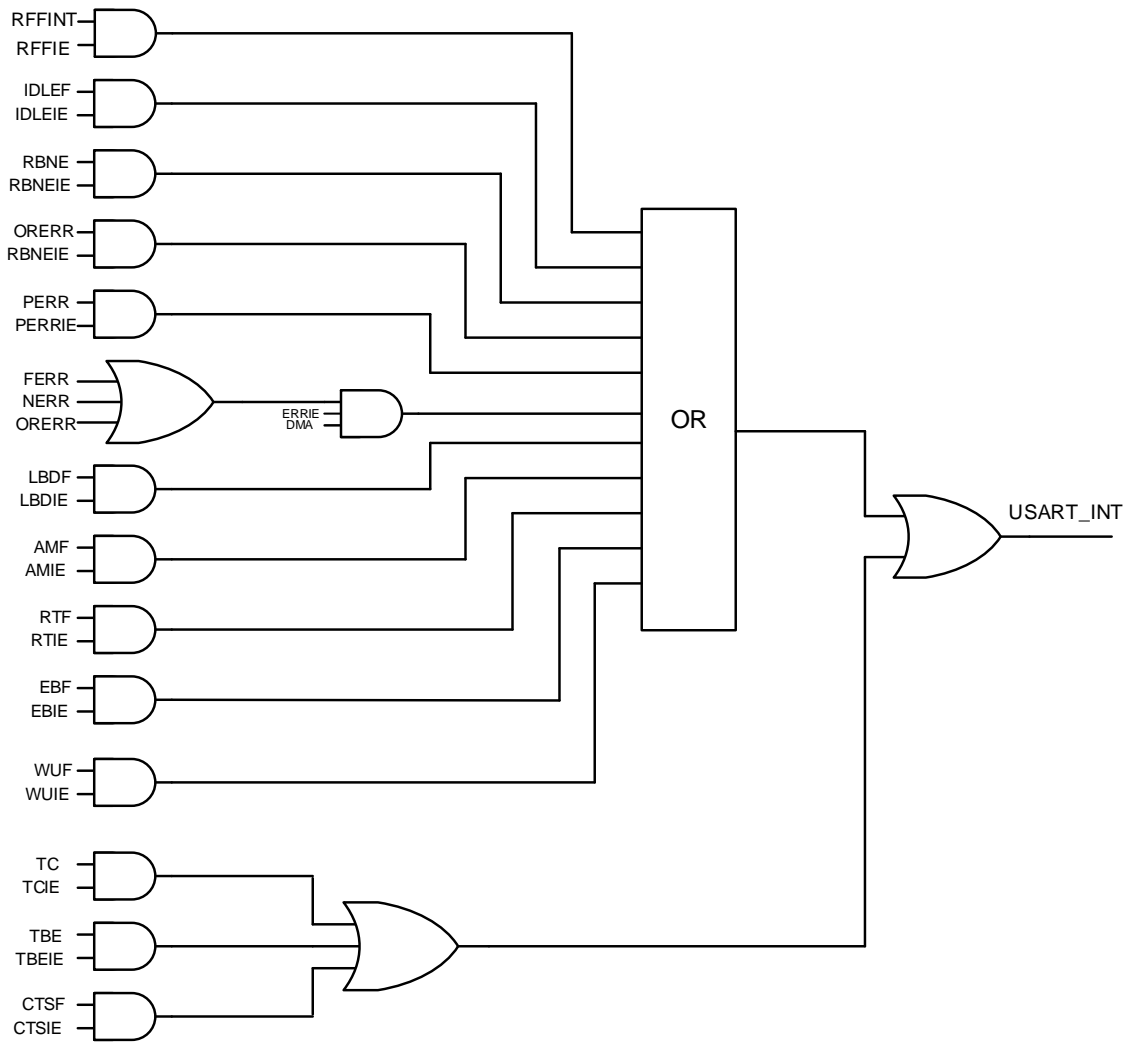 RFFINT
RFFIE
IDLEF
IDLEIE
RBNE
RBNEIE
ORERR
RBNEIE
PERR
PERRIE
FERR
NERR
ORERR
ERRIE
DMA
LBDF
LBDIE
AMF
AMIE
RTF
RTIE
EBF
EBIE
WUF
WUIE
TC
TCIE
TBE
TBEIE
CTSF
CTSIE
OR
USART_INT